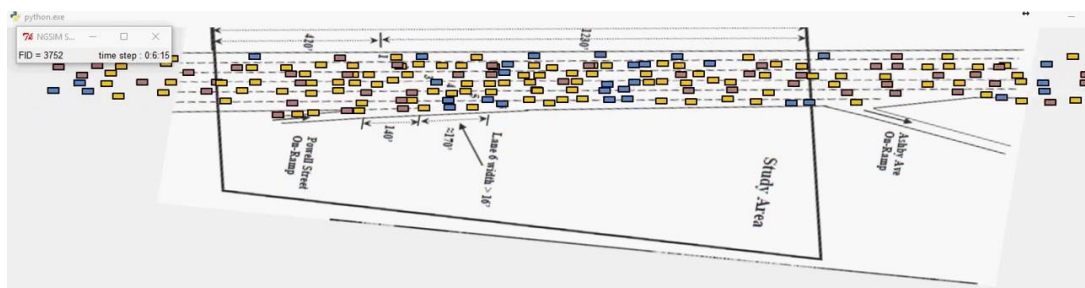 python.exe
NGSIM S...
FID = 3752 time step : 0:6:15
420'
1230'
Powell Street
On-Ramp
140'
≈170'
Lane 6 width > 16'
Study Area
Ashby Ave
On-Ramp